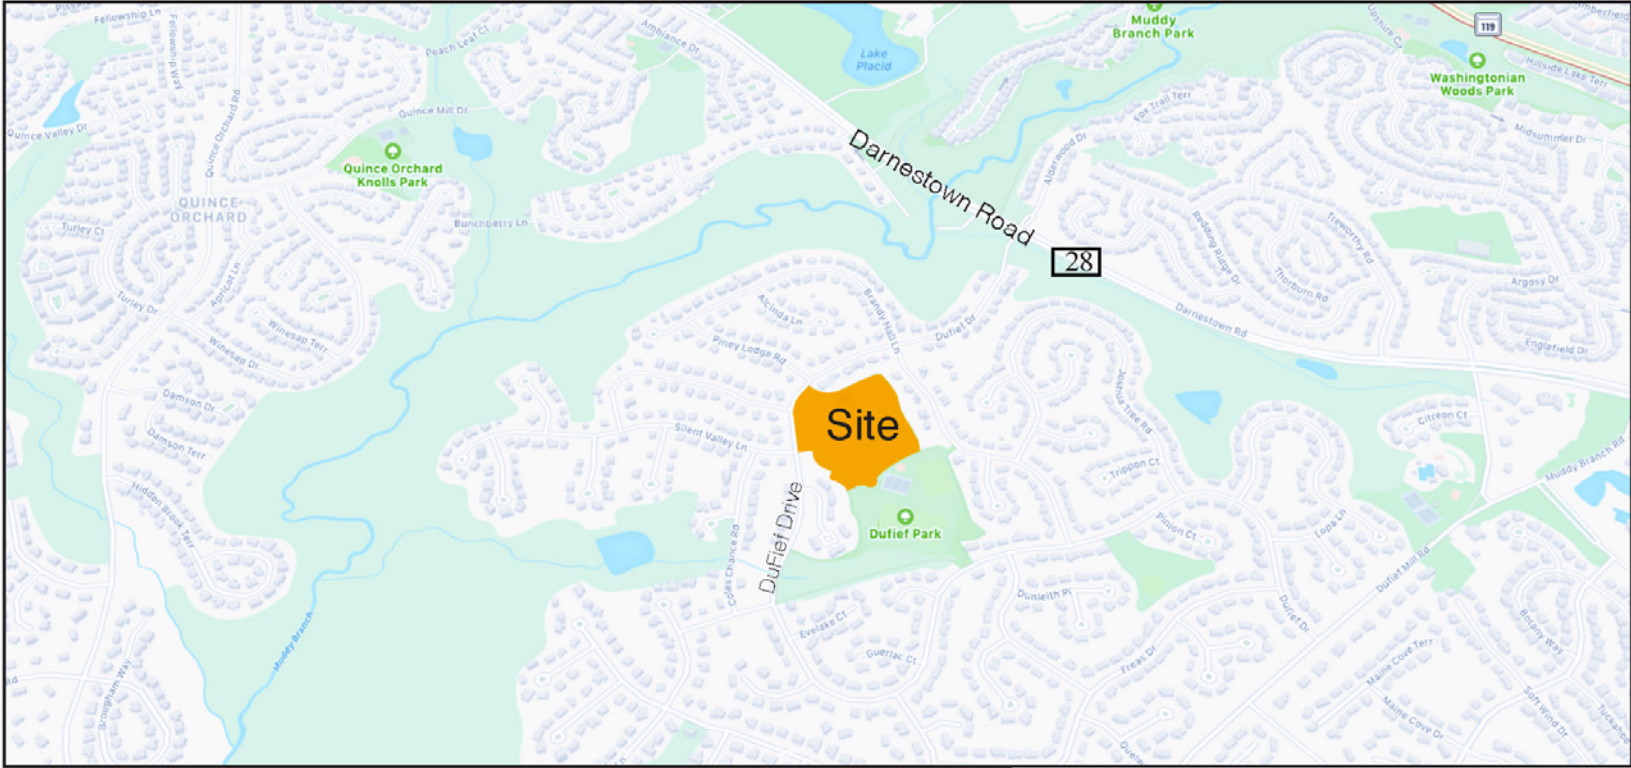 Fellowship Ln
Fellowship Way
Peach Leaf Ct
Ambiance Dr
Lake
Placid
Muddy
Branch Park
119
Upshire Ct
Hillside Lake Terr
Washingtonian
Woods Park
Midsummer Dr
Fox Trail Terr
Quince Valley Dr
Quince Orchard Rd
Quince Mill Dr
Quince Orchard
Knolls Park
QUINCE
ORCHARD
Turley Ct
Bunchberry Ln
Darnestown Road
28
Alderwood Dr
Redding Ridge Dr
Treworthy Rd
Thorburn Rd
Argosy Dr
Englefield Dr
Darnestown Rd
Apricot Ln
Turley Dr
Winesap Terr
Winesap Dr
Alcinda Ln
Brandy Hall Ln
Dufief Dr
Piney Lodge Rd
Joshua Tree Rd
Damson Dr
Damson Terr
Silent Valley Ln
Site
Citreon Ct
Muddy Branch Rd
Trippon Ct
Hidden Brook Terr
DuFief Drive
Dufief Park
Pinion Ct
Lopa Ln
Coles Chance Rd
Dufief Mill Rd
Dunleith Pl
Dufief Dr
Evelake Ct
Guerlac Ct
Freas Dr
Muddy Branch
Botany Way
Maine Cove Terr
Maine Cove Dr
Soft Wind Dr
Brougham Way
Rd